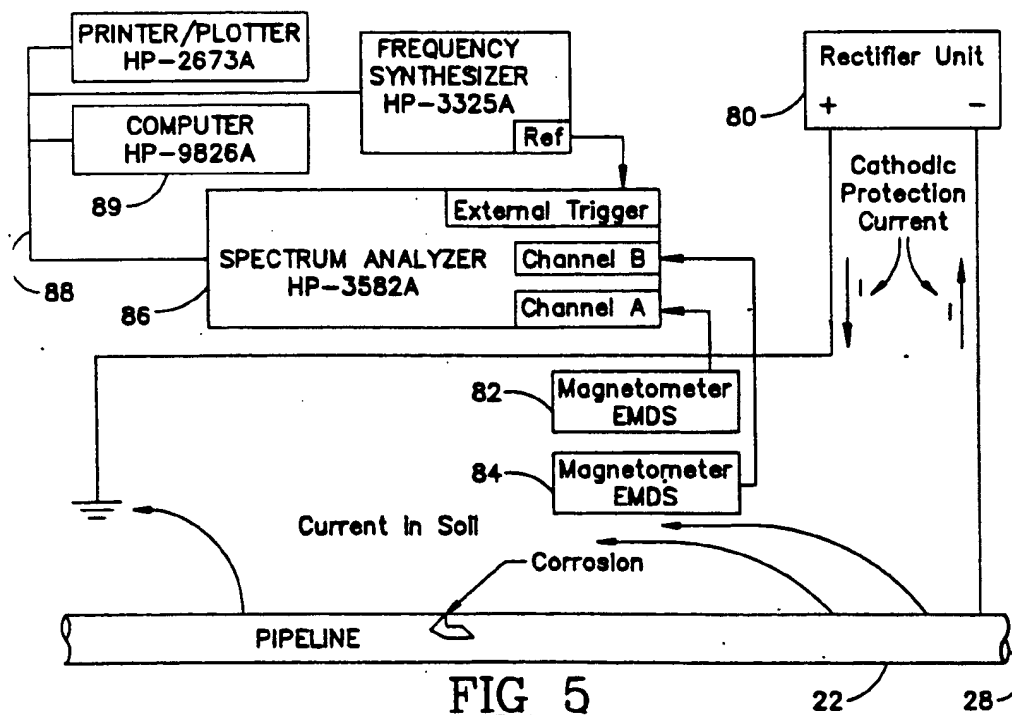 PRINTER/PLOTTER
HP-2673A
FREQUENCY
SYNTHESIZER
HP-3325A
Ref
Rectifier Unit
+ -
80
COMPUTER
HP-9826A
89
Cathodic
Protection
Current
External Trigger
SPECTRUM ANALYZER
HP-3582A
Channel B
Channel A
88
86
I
I
82
Magnetometer
EMDS
84
Magnetometer
EMDS
Current in Soil
Corrosion
PIPELINE
FIG 5
22
28